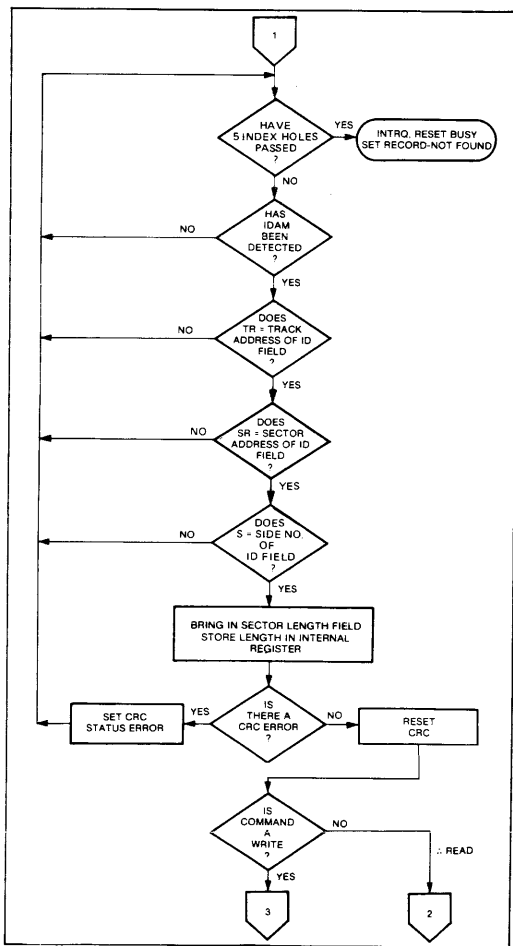 1
HAVE
5 INDEX HOLES
PASSED
?
YES
INTRQ. RESET BUSY
SET RECORD-NOT FOUND
NO
HAS
IDAM
BEEN
DETECTED
?
NO
YES
DOES
TR = TRACK
ADDRESS OF ID
FIELD
?
NO
YES
DOES
SR = SECTOR
ADDRESS OF ID
FIELD
?
NO
YES
DOES
S = SIDE NO.
OF
ID FIELD
?
NO
YES
BRING IN SECTOR LENGTH FIELD
STORE LENGTH IN INTERNAL
REGISTER
IS
THERE A
CRC ERROR
?
YES
SET CRC
STATUS ERROR
NO
RESET
CRC
IS
COMMAND
A
WRITE
?
NO
∴ READ
YES
3
2